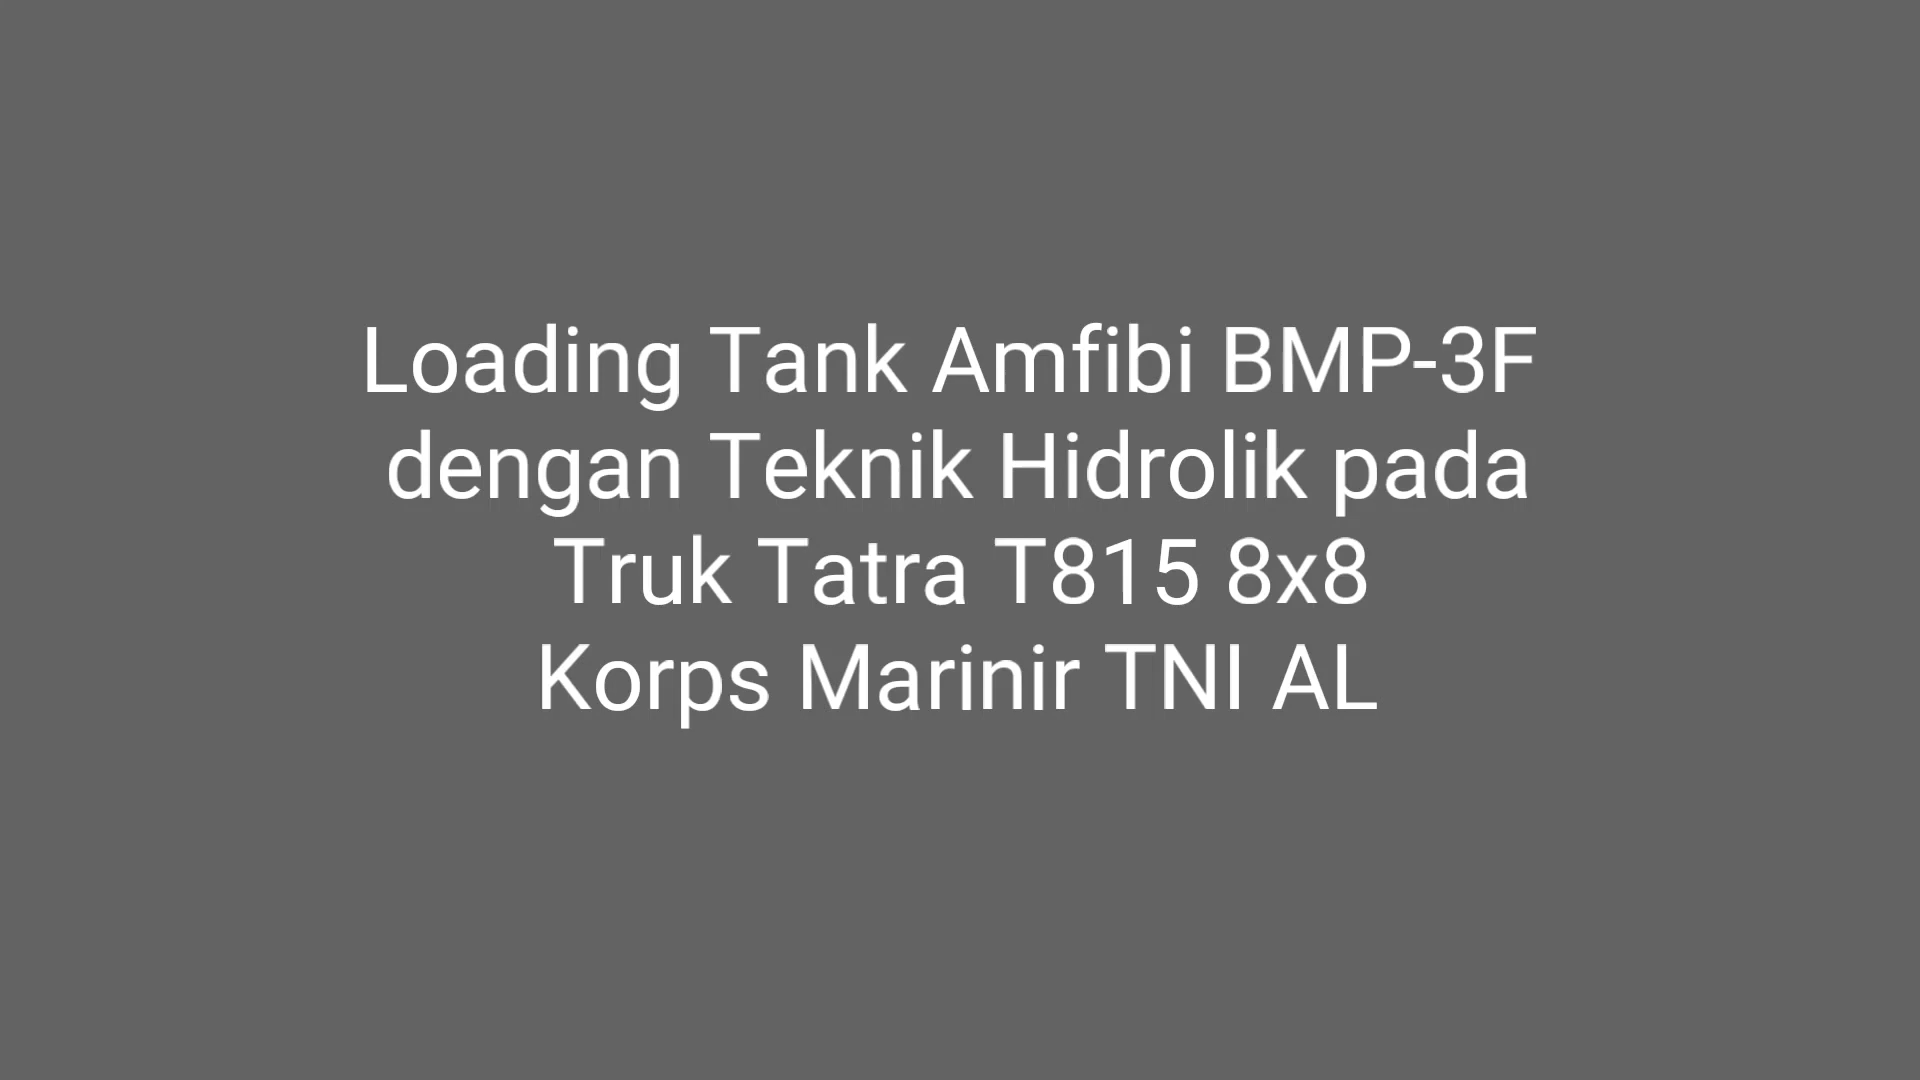 Loading Tank Amfibi BMP-3F
dengan Teknik Hidrolik pada
Truk Tatra T815 8x8
Korps Marinir TNI AL